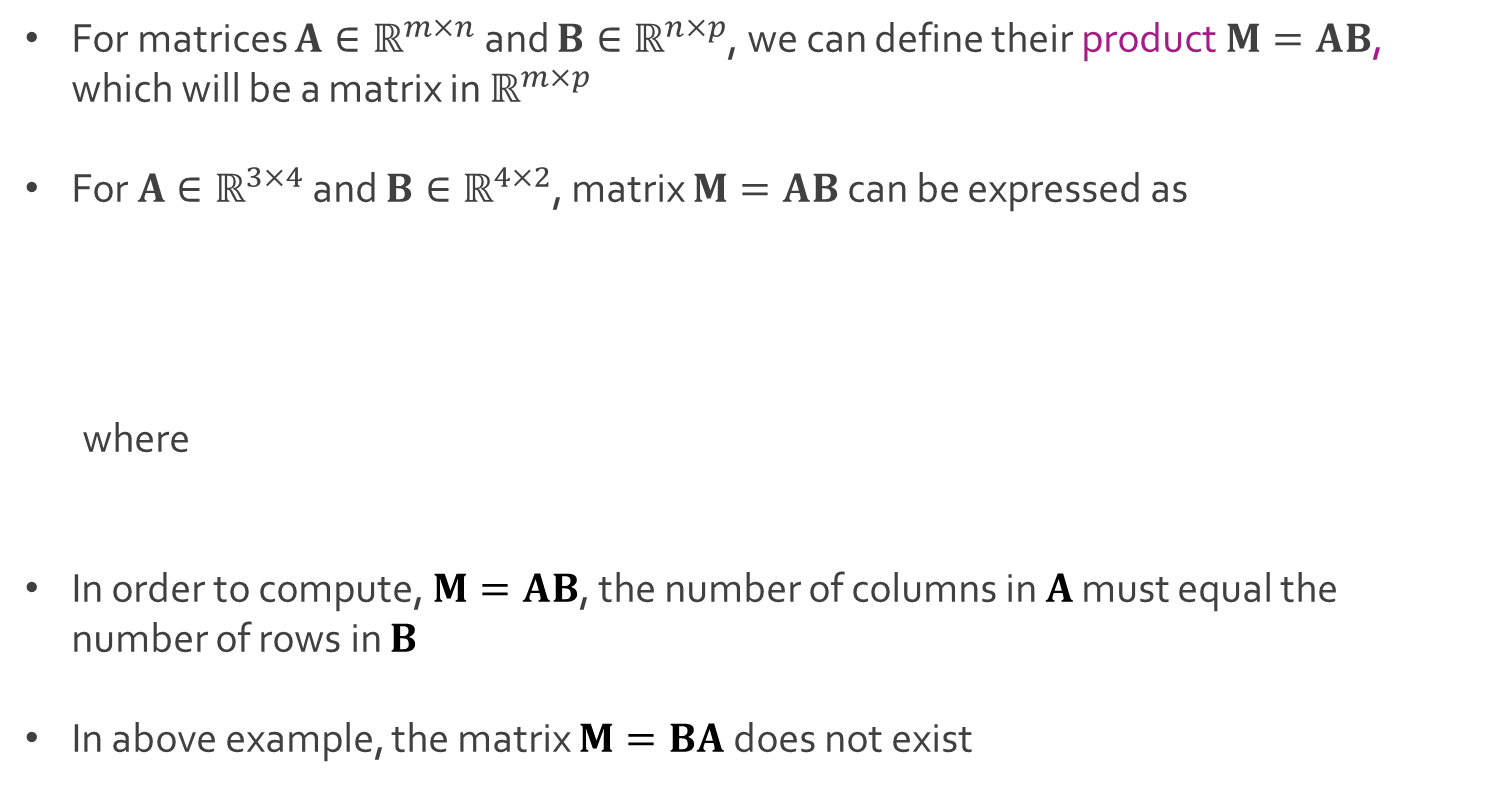 • For matrices 𝐀 ∈ ℝ^{m×n} and 𝐁 ∈ ℝ^{n×p}, we can define their product 𝐌 = 𝐀𝐁,
which will be a matrix in ℝ^{m×p}
• For 𝐀 ∈ ℝ^{3×4} and 𝐁 ∈ ℝ^{4×2}, matrix 𝐌 = 𝐀𝐁 can be expressed as
where
• In order to compute, 𝐌 = 𝐀𝐁, the number of columns in 𝐀 must equal the
number of rows in 𝐁
• In above example, the matrix 𝐌 = 𝐁𝐀 does not exist